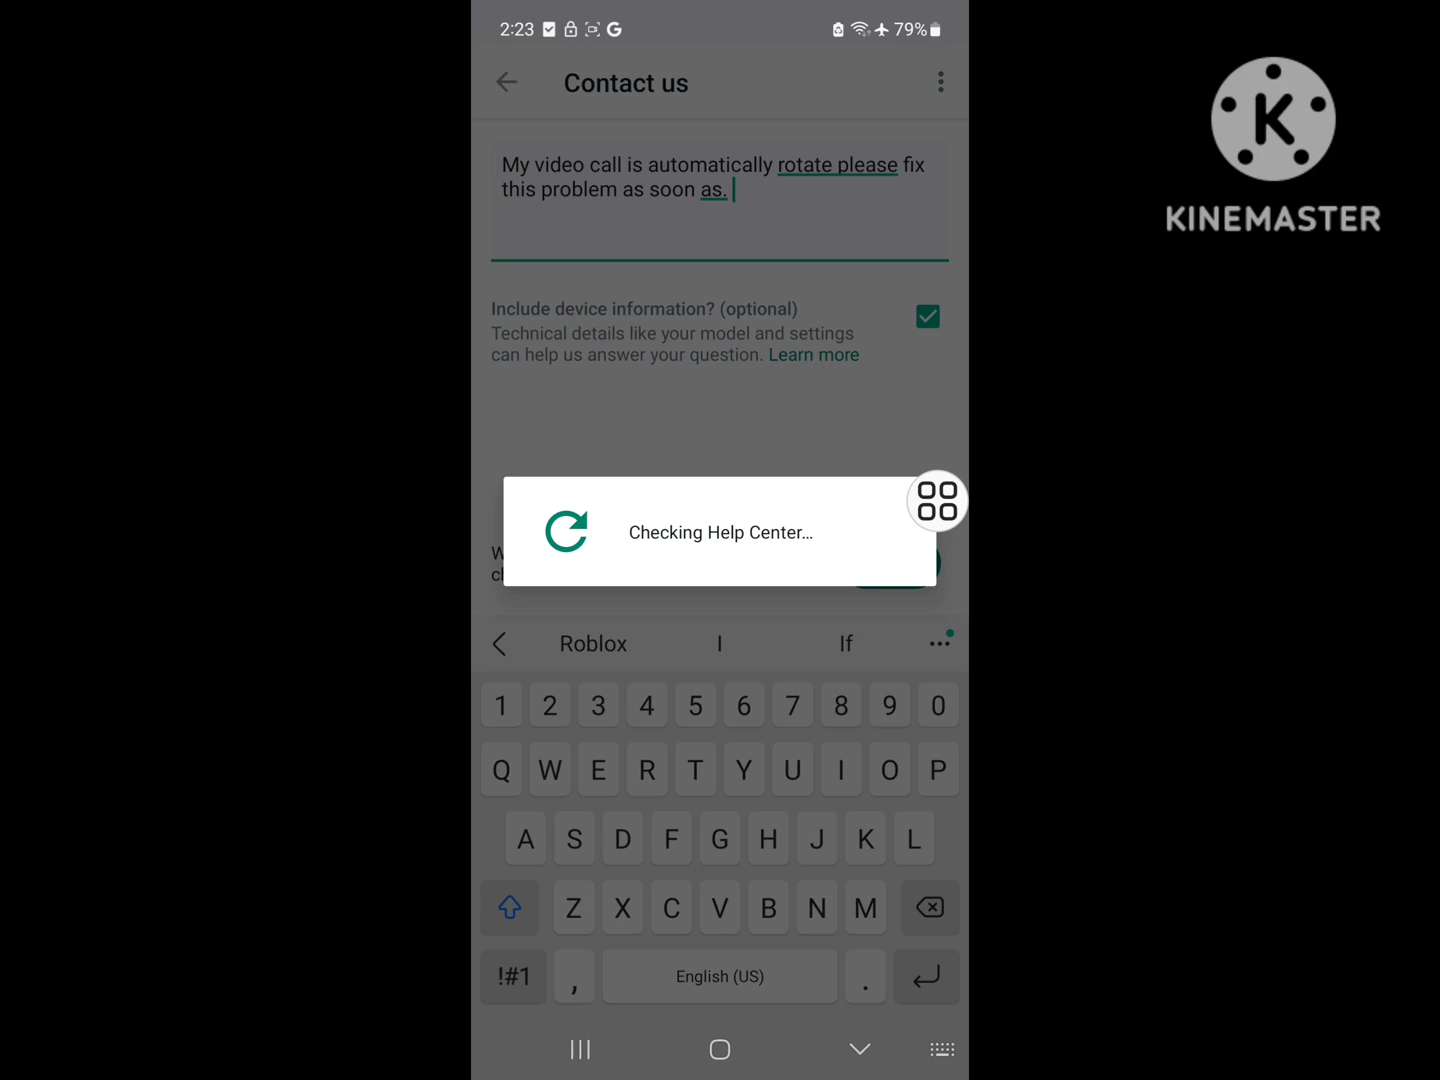 2:23 79%
Contact us
My video call is automatically rotate please fix
this problem as soon as.
Include device information? (optional)
Technical details like your model and settings
can help us answer your question. Learn more
Checking Help Center...
Roblox I If
1 2 3 4 5 6 7 8 9 0
Q W E R T Y U I O P
A S D F G H J K L
Z X C V B N M
!#1 , English (US) .
K
KINEMASTER